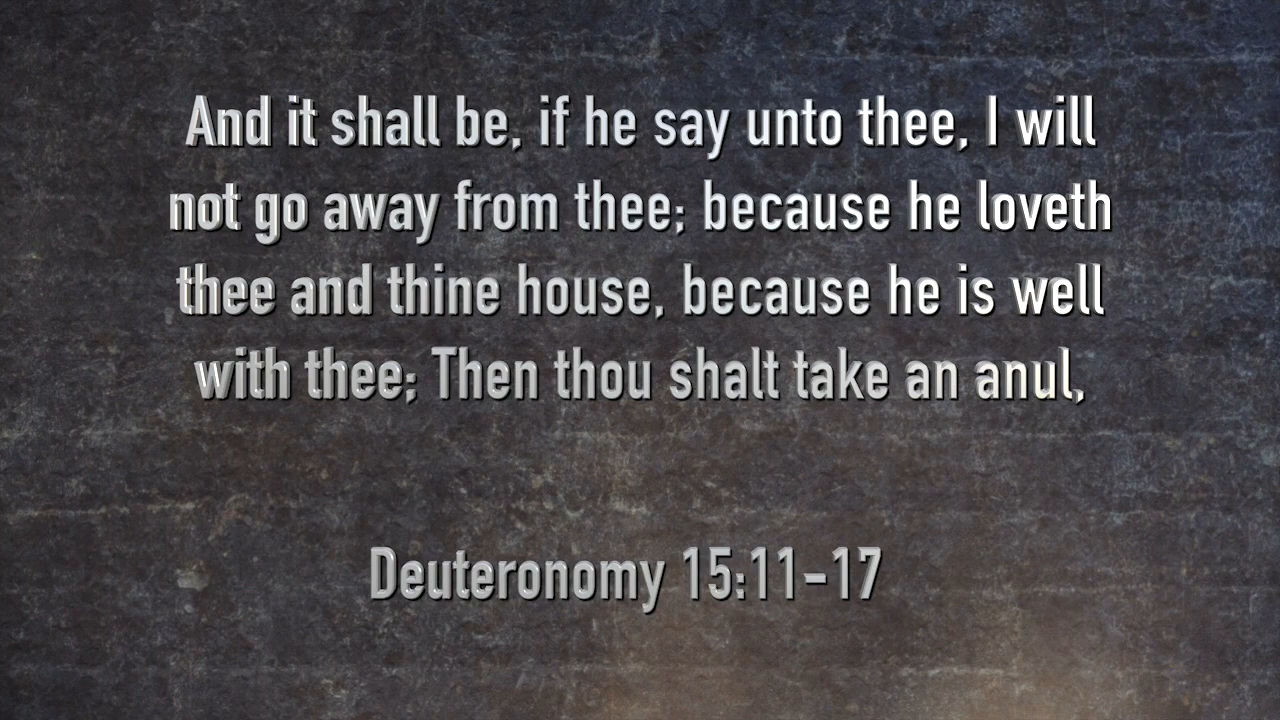 And it shall be, if he say unto thee, I will
not go away from thee; because he loveth
thee and thine house, because he is well
with thee; Then thou shalt take an anul,
Deuteronomy 15:11-17